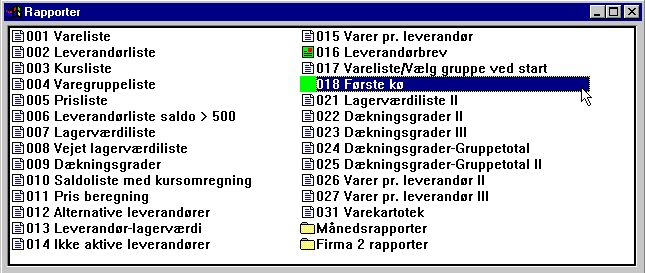 Rapporter
001 Vareliste
002 Leverandørliste
003 Kursliste
004 Varegruppeliste
005 Prisliste
006 Leverandørliste saldo > 500
007 Lagerværdiliste
008 Vejet lagerværdiliste
009 Dækningsgrader
010 Saldoliste med kursomregning
011 Pris beregning
012 Alternative leverandører
013 Leverandør-lagerværdi
014 Ikke aktive leverandører
015 Varer pr. leverandør
016 Leverandørbrev
017 Vareliste/Vælg gruppe ved start
018 Første kø
021 Lagerværdiliste II
022 Dækningsgrader II
023 Dækningsgrader III
024 Dækningsgrader-Gruppetotal
025 Dækningsgrader-Gruppetotal II
026 Varer pr. leverandør II
027 Varer pr. leverandør III
031 Varekartotek
Månedsrapporter
Firma 2 rapporter